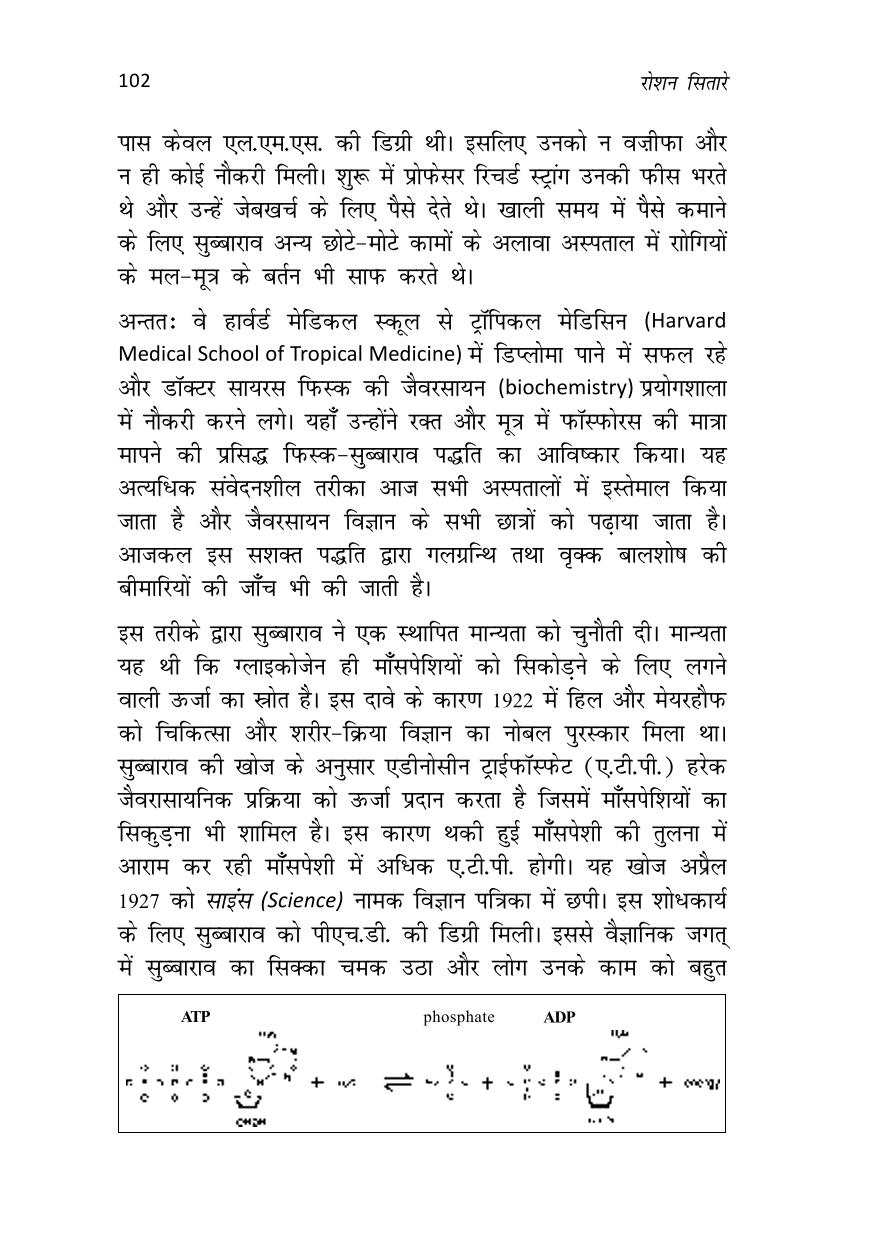 102 रोशन सितारे
पास केवल एल.एम.एस. की डिग्री थी। इसलिए उनको न वज़ीफा और
न ही कोई नौकरी मिली। शुरू में प्रोफेसर रिचर्ड स्ट्रांग उनकी फीस भरते
थे और उन्हें जेबखर्च के लिए पैसे देते थे। खाली समय में पैसे कमाने
के लिए सुब्बाराव अन्य छोटे-मोटे कामों के अलावा अस्पताल में रोगियों
के मल-मूत्र के बर्तन भी साफ करते थे।
अन्ततः वे हार्वर्ड मेडिकल स्कूल से ट्रॉपिकल मेडिसिन (Harvard
Medical School of Tropical Medicine) में डिप्लोमा पाने में सफल रहे
और डॉक्टर सायरस फिस्क की जैवरसायन (biochemistry) प्रयोगशाला
में नौकरी करने लगे। यहाँ उन्होंने रक्त और मूत्र में फॉस्फोरस की मात्रा
मापने की प्रसिद्ध फिस्क-सुब्बाराव पद्धति का आविष्कार किया। यह
अत्यधिक संवेदनशील तरीका आज सभी अस्पतालों में इस्तेमाल किया
जाता है और जैवरसायन विज्ञान के सभी छात्रों को पढ़ाया जाता है।
आजकल इस सशक्त पद्धति द्वारा गलग्रन्थि तथा वृक्क बालशोष की
बीमारियों की जाँच भी की जाती है।
इस तरीके द्वारा सुब्बाराव ने एक स्थापित मान्यता को चुनौती दी। मान्यता
यह थी कि ग्लाइकोजेन ही माँसपेशियों को सिकोड़ने के लिए लगने
वाली ऊर्जा का स्रोत है। इस दावे के कारण 1922 में हिल और मेयरहौफ
को चिकित्सा और शरीर-क्रिया विज्ञान का नोबल पुरस्कार मिला था।
सुब्बाराव की खोज के अनुसार एडीनोसीन ट्राईफॉस्फेट (ए.टी.पी.) हरेक
जैवरासायनिक प्रक्रिया को ऊर्जा प्रदान करता है जिसमें माँसपेशियों का
सिकुड़ना भी शामिल है। इस कारण थकी हुई माँसपेशी की तुलना में
आराम कर रही माँसपेशी में अधिक ए.टी.पी. होगी। यह खोज अप्रैल
1927 को साइंस (Science) नामक विज्ञान पत्रिका में छपी। इस शोधकार्य
के लिए सुब्बाराव को पीएच.डी. की डिग्री मिली। इससे वैज्ञानिक जगत्
में सुब्बाराव का सिक्का चमक उठा और लोग उनके काम को बहुत
ATP phosphate ADP
+ + + energy